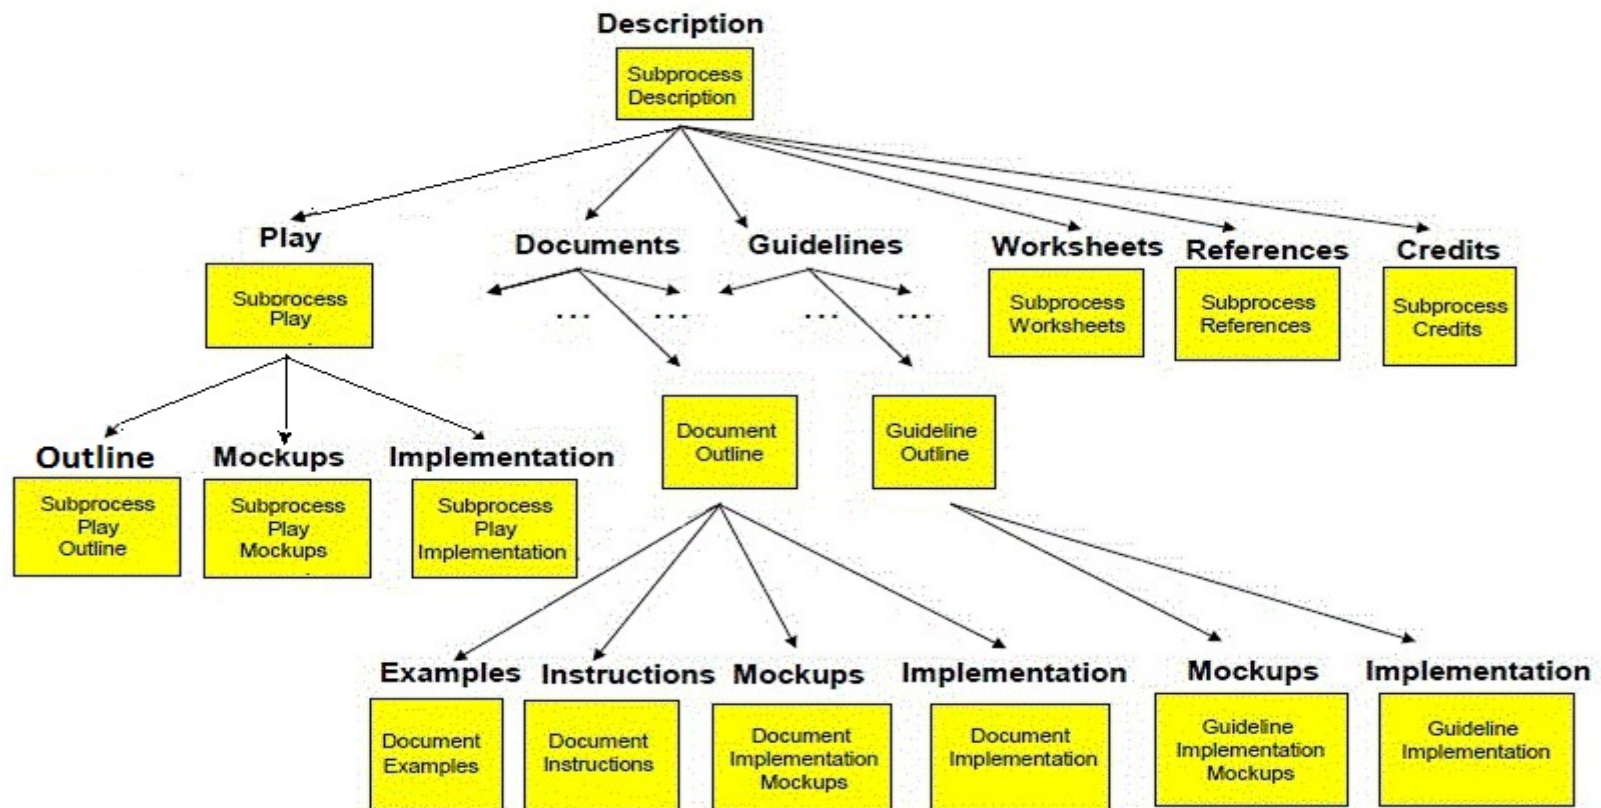 Description
Subprocess
Description
Play
Documents
Guidelines
Worksheets
References
Credits
Subprocess
Play
Subprocess
Worksheets
Subprocess
References
Subprocess
Credits
...
...
...
...
Document
Outline
Guideline
Outline
Outline
Mockups
Implementation
Subprocess
Play
Outline
Subprocess
Play
Mockups
Subprocess
Play
Implementation
Examples
Instructions
Mockups
Implementation
Mockups
Implementation
Document
Examples
Document
Instructions
Document
Implementation
Mockups
Document
Implementation
Guideline
Implementation
Mockups
Guideline
Implementation